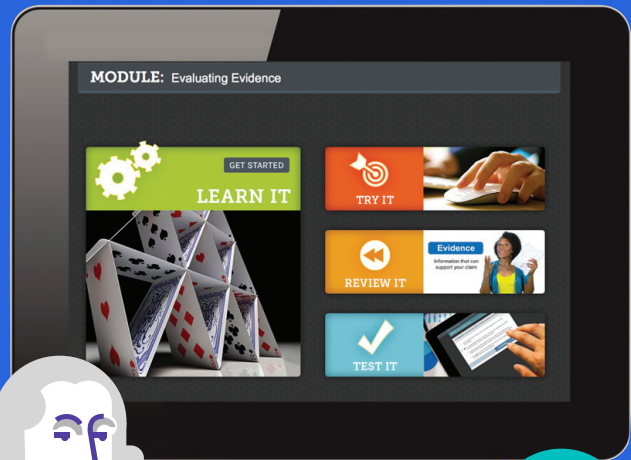 MODULE: Evaluating Evidence
GET STARTED
LEARN IT
TRY IT
Evidence
Information that can
support your claim
REVIEW IT
TEST IT